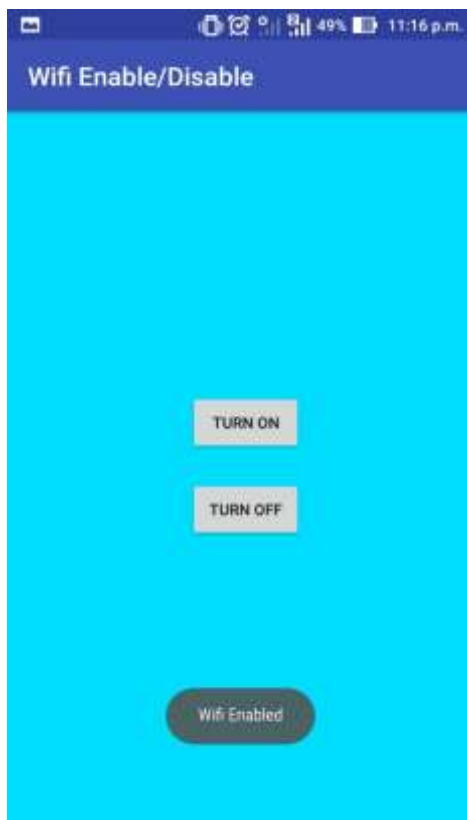 49% 11:16 p.m.
Wifi Enable/Disable
TURN ON
TURN OFF
Wifi Enabled